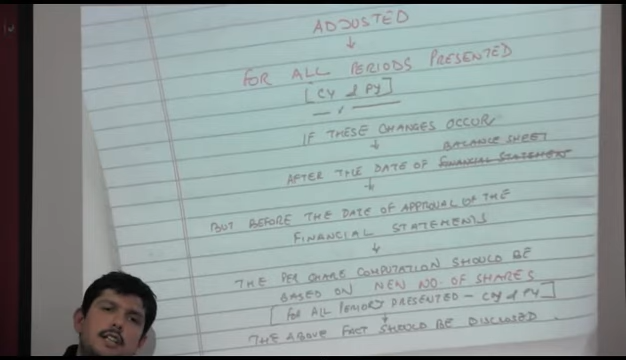 ADJUSTED
↓
FOR ALL PERIODS PRESENTED
[CY & PY]
IF THESE CHANGES OCCUR
↓
BALANCE SHEET
AFTER THE DATE OF FINANCIAL STATEMENT
↓
BUT BEFORE THE DATE OF APPROVAL OF THE
FINANCIAL STATEMENTS
↓
THE PER SHARE COMPUTATION SHOULD BE
BASED ON NEW NO. OF SHARES
[FOR ALL PERIODS PRESENTED - CY & PY]
↓
THE ABOVE FACT SHOULD BE DISCLOSED.